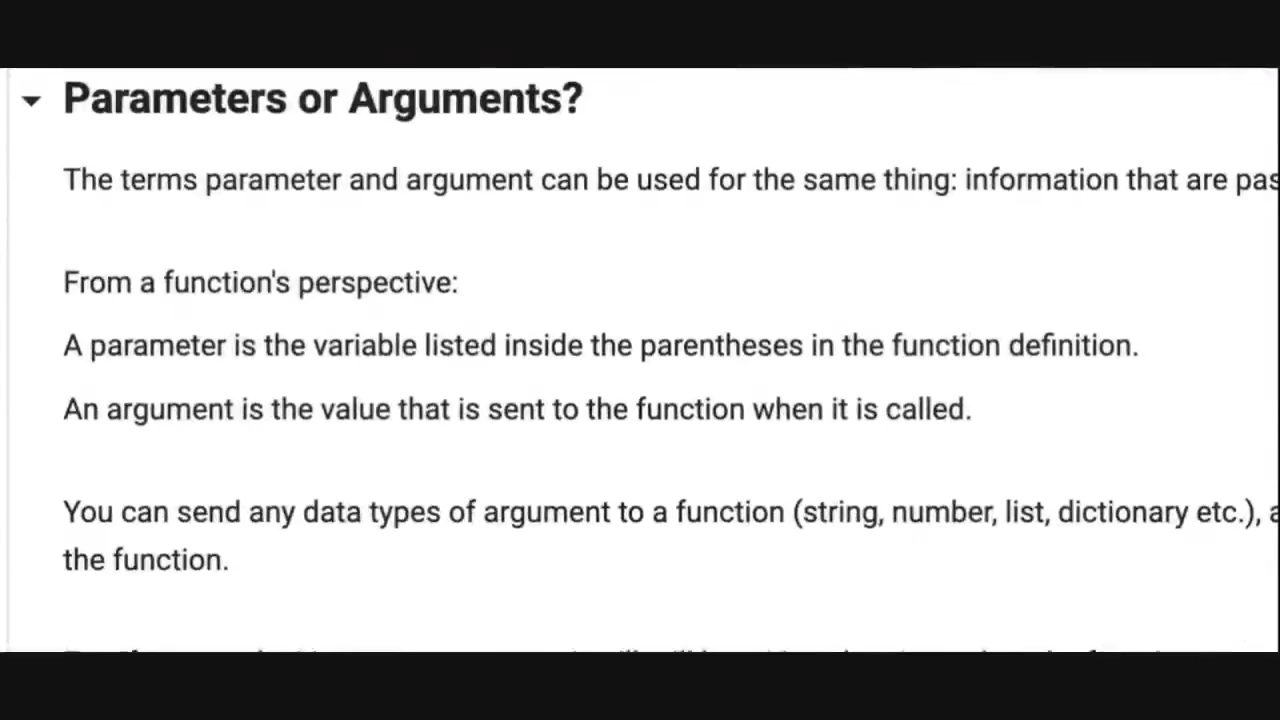 Parameters or Arguments?
The terms parameter and argument can be used for the same thing: information that are
From a function's perspective:
A parameter is the variable listed inside the parentheses in the function definition.
An argument is the value that is sent to the function when it is called.
You can send any data types of argument to a function (string, number, list, dictionary etc.),
the function.